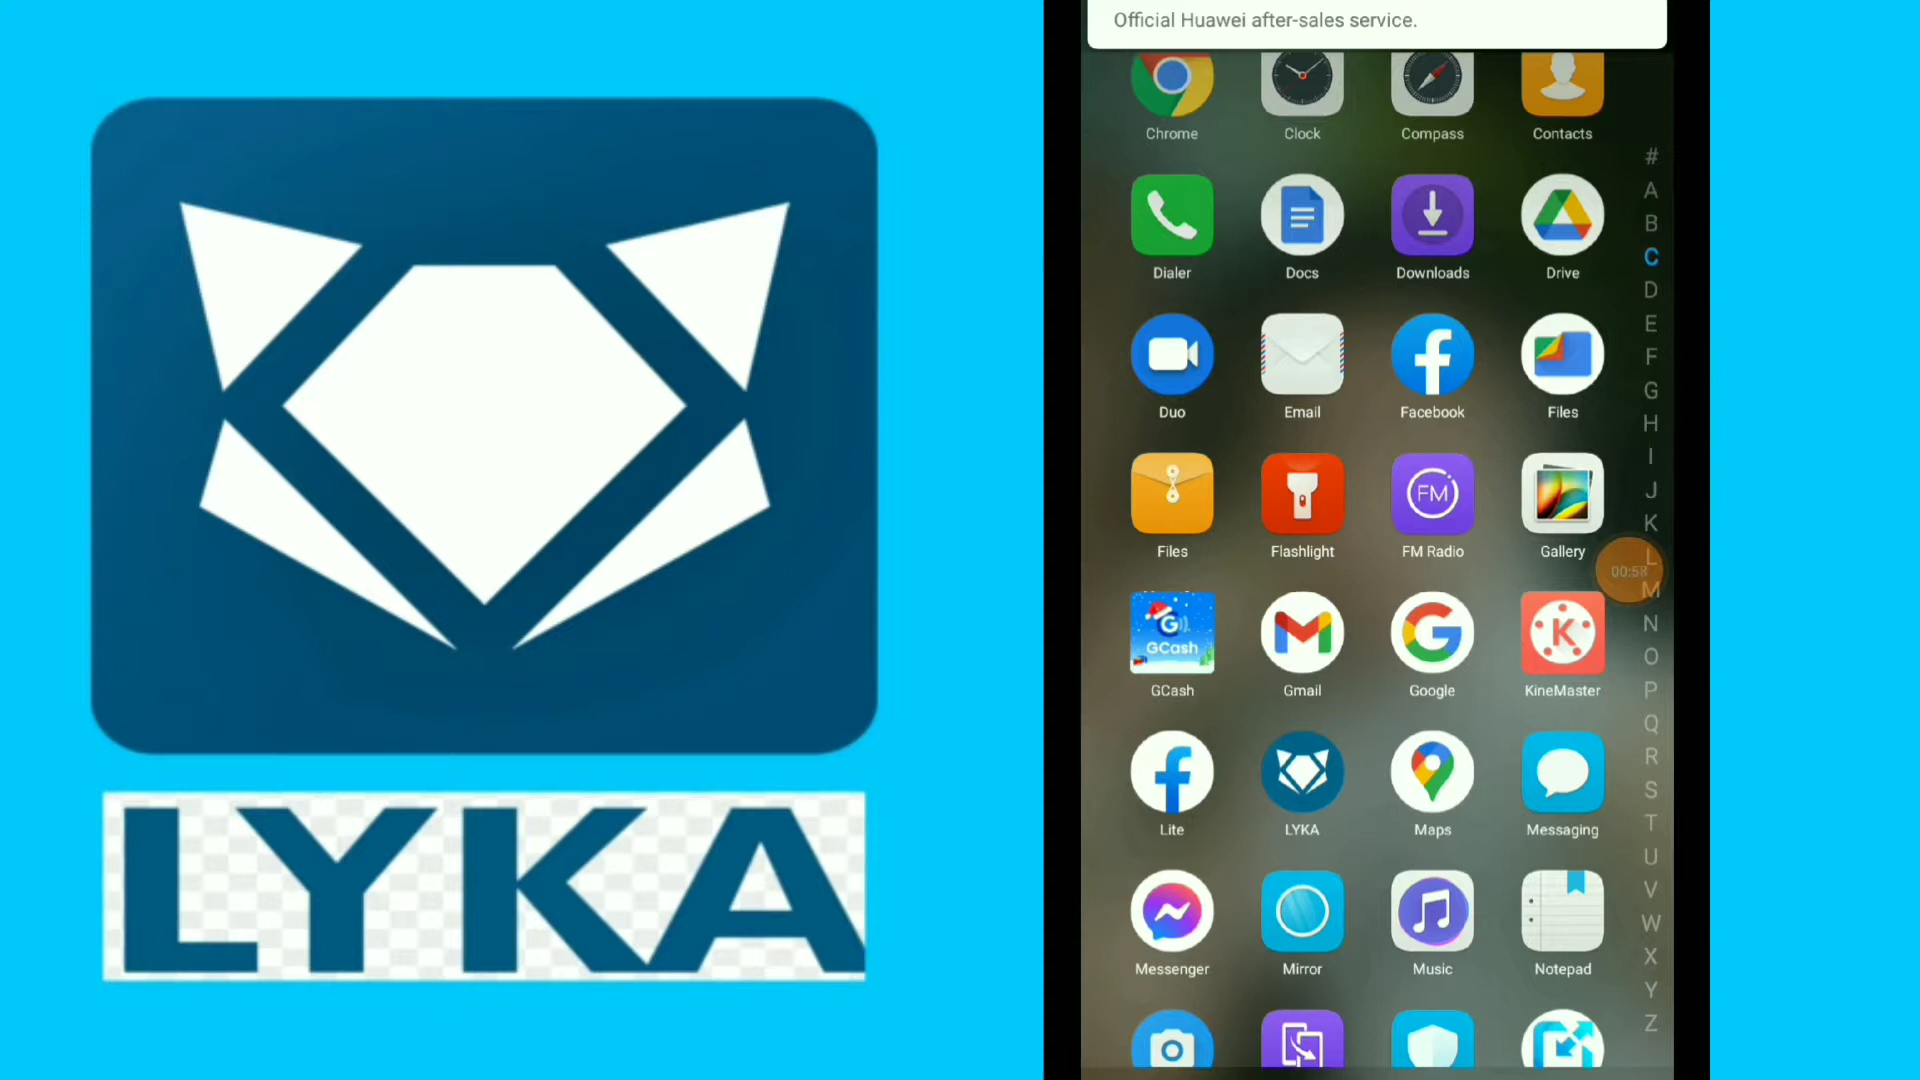 LYKA
Official Huawei after-sales service.
Chrome
Clock
Compass
Contacts
Dialer
Docs
Downloads
Drive
Duo
Email
Facebook
Files
Files
Flashlight
FM
FM Radio
Gallery
00:58
G
GCash
GCash
Gmail
Google
K
KineMaster
Lite
LYKA
Maps
Messaging
Messenger
Mirror
Music
Notepad
#
A
B
C
D
E
F
G
H
I
J
K
L
M
N
O
P
Q
R
S
T
U
V
W
X
Y
Z